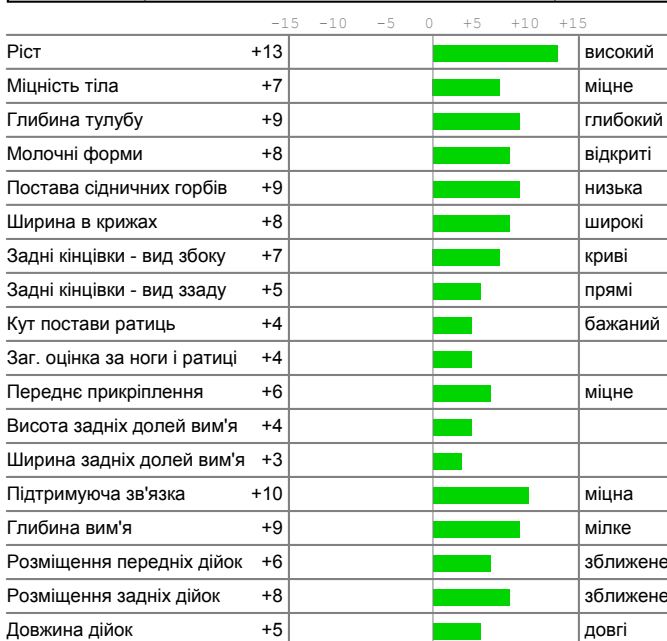 -15 -10 -5 0 +5 +10 +15
Ріст +13 високий
Міцність тіла +7 міцне
Глибина тулубу +9 глибокий
Молочні форми +8 відкриті
Постава сідничних горбів +9 низька
Ширина в крижах +8 широкі
Задні кінцівки - вид збоку +7 криві
Задні кінцівки - вид ззаду +5 прямі
Кут постави ратиць +4 бажаний
Заг. оцінка за ноги і ратиці +4
Переднє прикріплення +6 міцне
Висота задніх долей вим'я +4
Ширина задніх долей вим'я +3
Підтримуюча зв'язка +10 міцна
Глибина вим'я +9 мілке
Розміщення передніх дійок +6 зближене
Розміщення задніх дійок +8 зближене
Довжина дійок +5 довгі